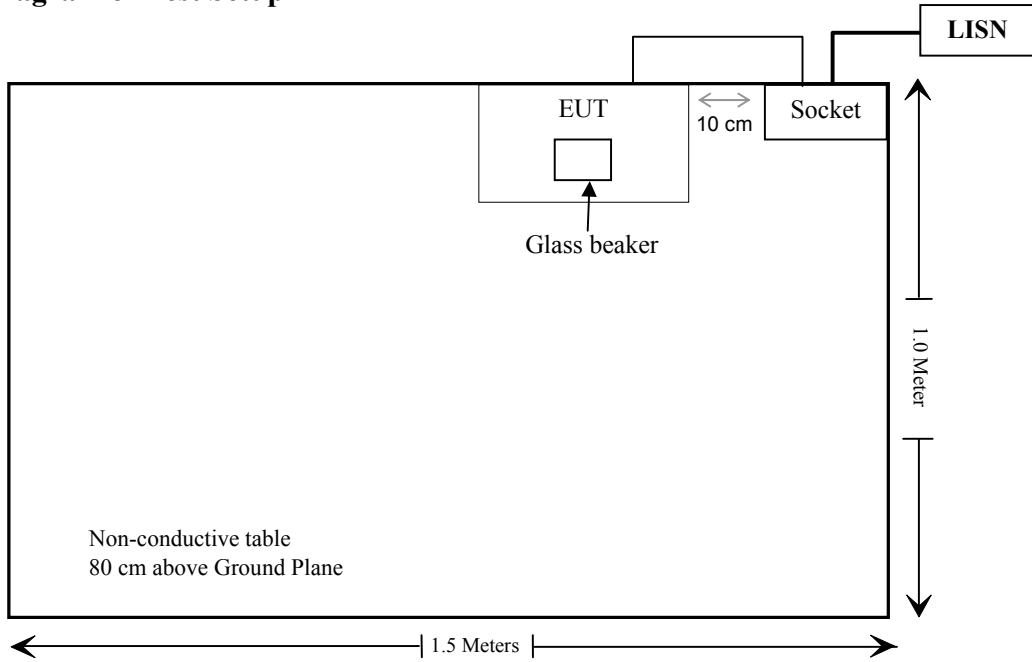 LISN
EUT
10 cm
Socket
Glass beaker
1.0 Meter
Non-conductive table
80 cm above Ground Plane
1.5 Meters